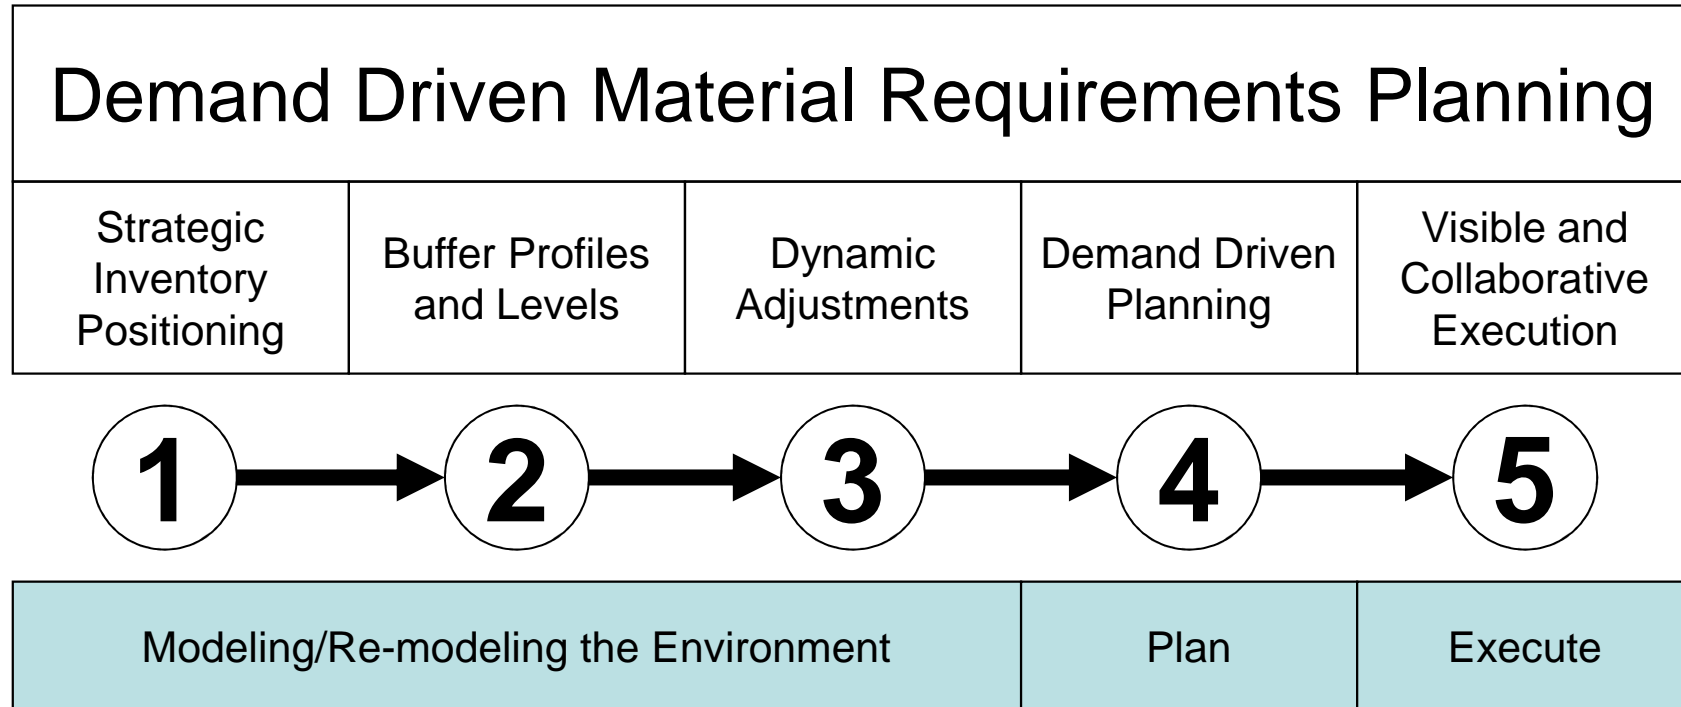 Demand Driven Material Requirements Planning
Strategic
Inventory
Positioning
Buffer Profiles
and Levels
Dynamic
Adjustments
Demand Driven
Planning
Visible and
Collaborative
Execution
1
2
3
4
5
Modeling/Re-modeling the Environment
Plan
Execute